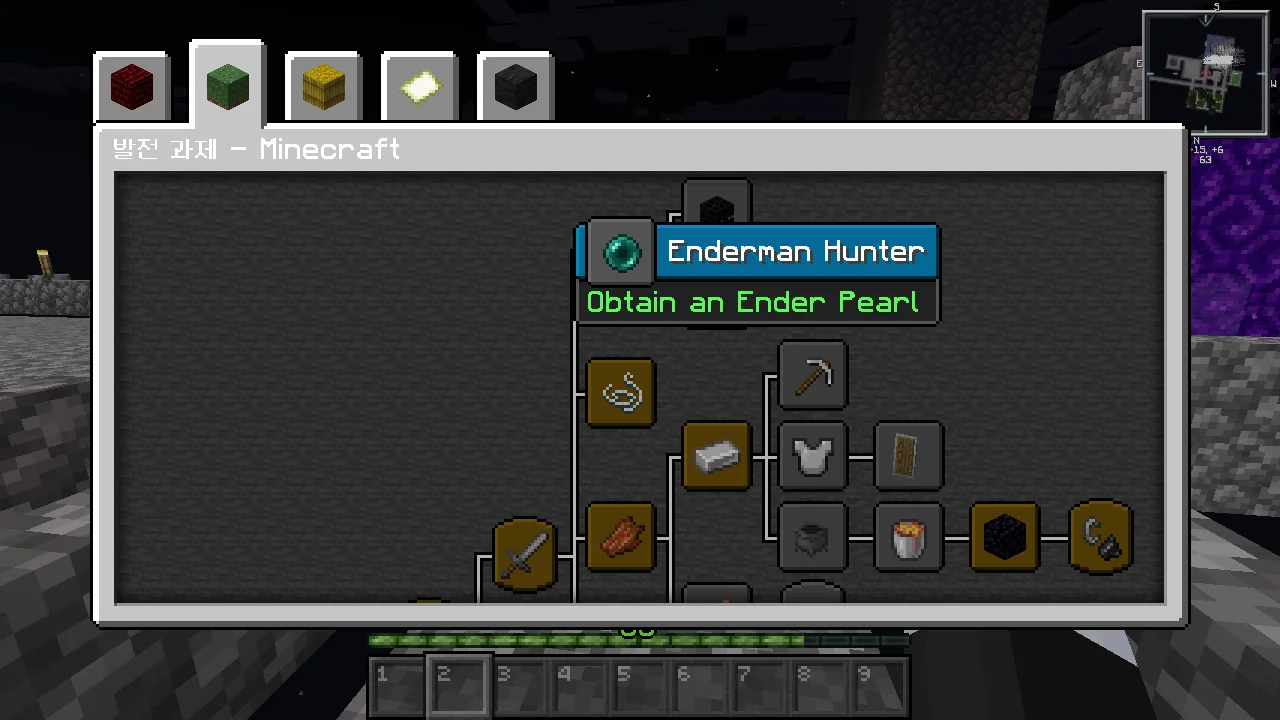 S
E
W
N
-15, +6
63
발전 과제 - Minecraft
Enderman Hunter
Obtain an Ender Pearl
1 2 3 4 5 6 7 8 9